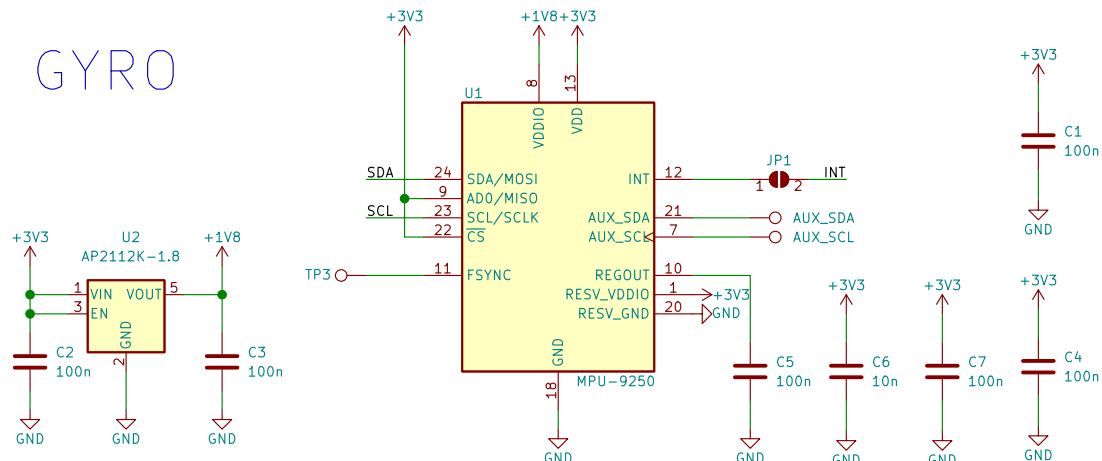 GYRO
+3V3
+1V8
+3V3
U1
8
13
VDDIO
VDD
SDA
24
SDA/MOSI
9
AD0/MISO
SCL
23
SCL/SCLK
22
CS
TP3
11
FSYNC
INT
12
JP1
1
2
INT
AUX_SDA
21
AUX_SDA
AUX_SCL
7
AUX_SCL
REGOUT
10
RESV_VDDIO
1
+3V3
RESV_GND
20
GND
GND
18
MPU-9250
GND
+3V3
U2
AP2112K-1.8
+1V8
1
VIN
VOUT
5
3
EN
GND
2
C2
100n
C3
100n
GND
GND
GND
C5
100n
GND
+3V3
C6
10n
GND
+3V3
C7
100n
GND
+3V3
C1
100n
GND
+3V3
C4
100n
GND